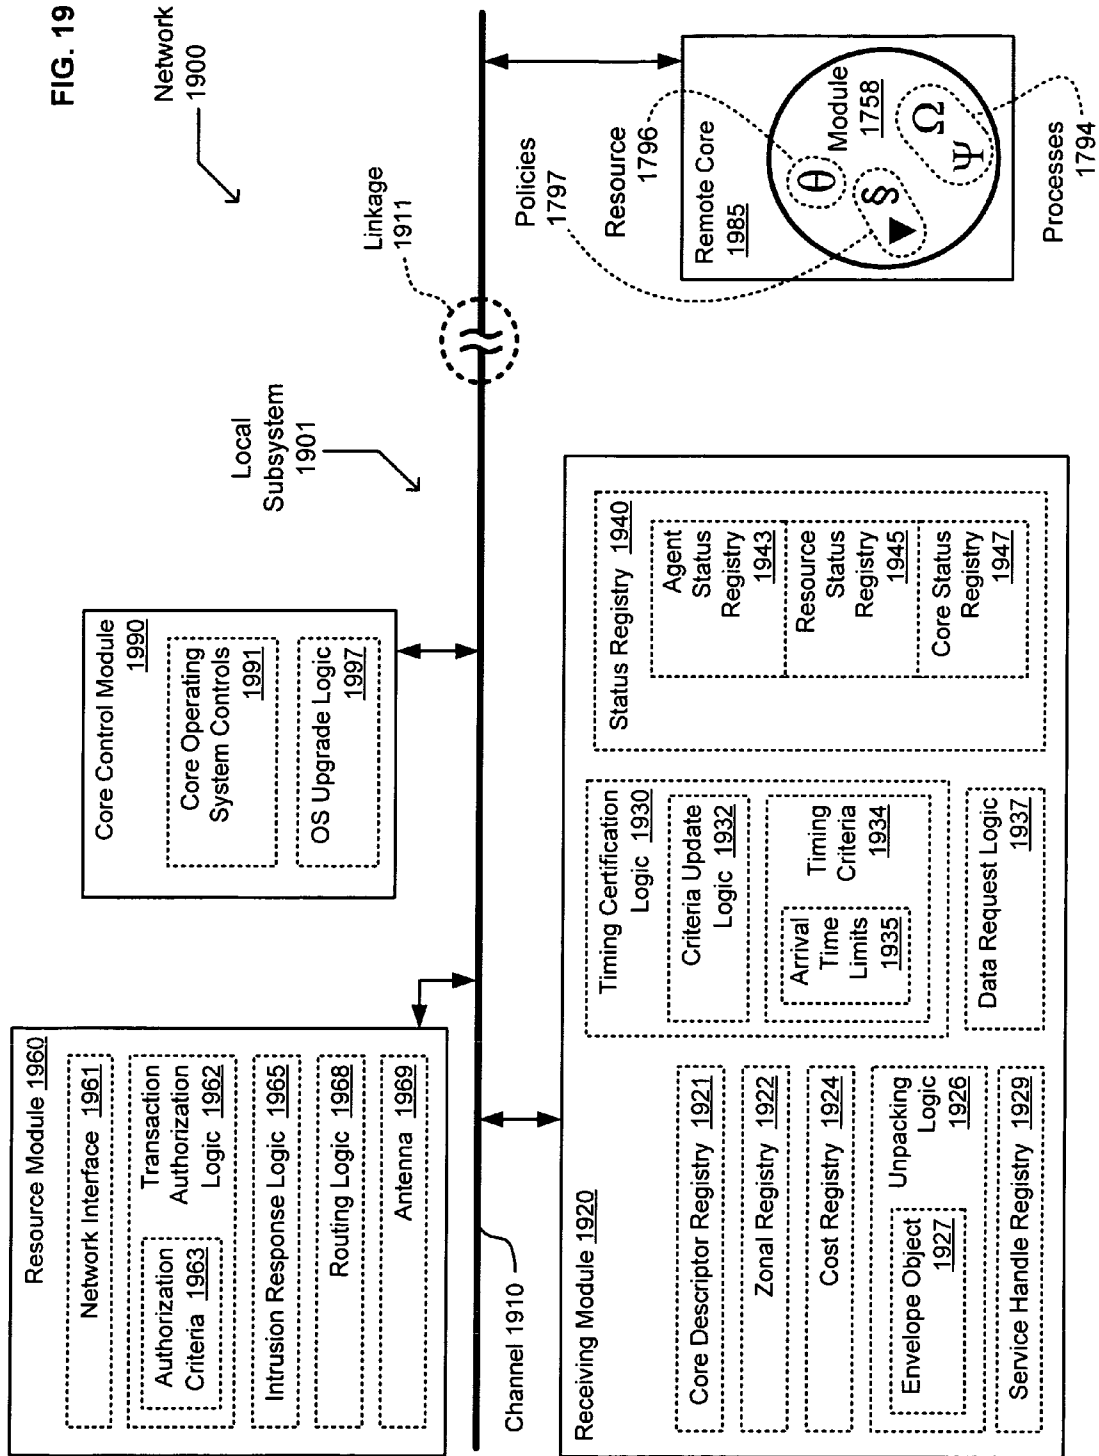 FIG. 19
Network
1900
Local
Subsystem
1901
Linkage
1911
Resource Module 1960
Network Interface 1961
Transaction
Authorization
Logic 1962
Authorization
Criteria 1963
Intrusion Response Logic 1965
Routing Logic 1968
Antenna 1969
Core Control Module
1990
Core Operating
System Controls
1991
OS Upgrade Logic
1997
Channel 1910
Policies
1797
Resource
1796
Remote Core
1985
Module
1758
θ
▼ §
Ψ Ω
Processes
1794
Receiving Module 1920
Core Descriptor Registry 1921
Zonal Registry 1922
Cost Registry 1924
Unpacking
Logic
1926
Envelope Object
1927
Service Handle Registry 1929
Timing Certification
Logic 1930
Criteria Update
Logic 1932
Timing
Criteria
1934
Arrival
Time
Limits
1935
Data Request Logic
1937
Status Registry 1940
Agent
Status
Registry
1943
Resource
Status
Registry
1945
Core Status
Registry
1947